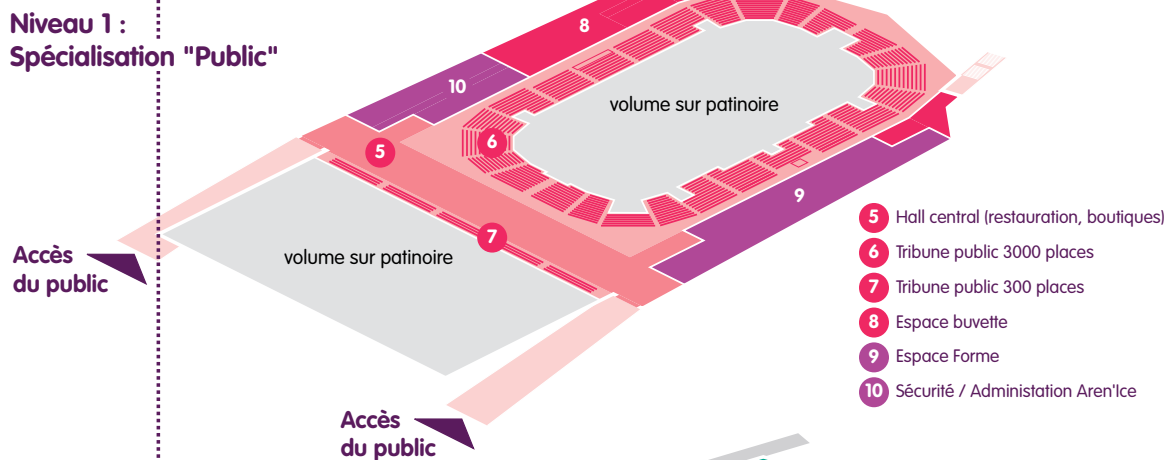 Niveau 1 :
Spécialisation "Public"
8
10
volume sur patinoire
6
5
9
7
volume sur patinoire
Accès
du public
Accès
du public
5 Hall central (restauration, boutiques)
6 Tribune public 3000 places
7 Tribune public 300 places
8 Espace buvette
9 Espace Forme
10 Sécurité / Administation Aren'Ice